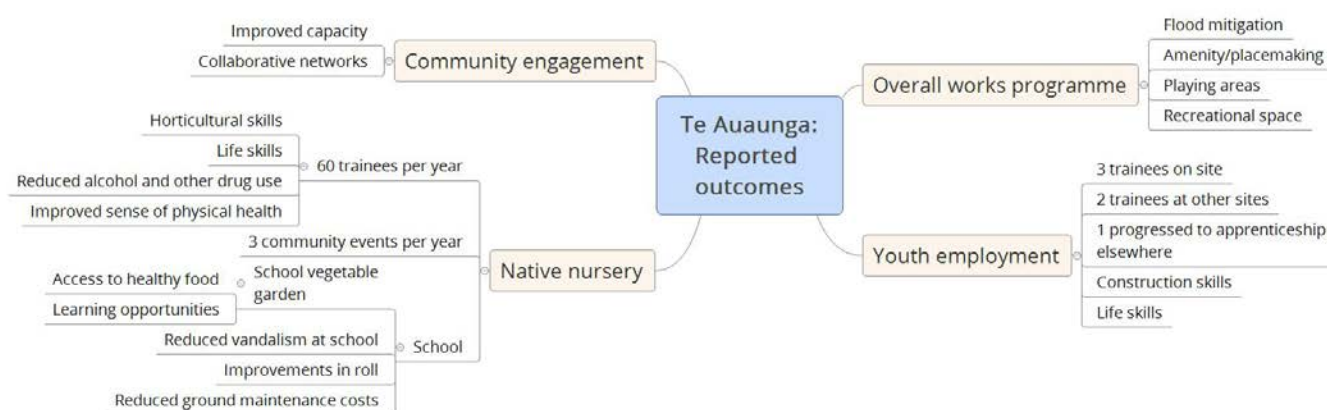 Te Auaunga:
Reported
outcomes
Community engagement
Improved capacity
Collaborative networks
Native nursery
60 trainees per year
Horticultural skills
Life skills
Reduced alcohol and other drug use
Improved sense of physical health
3 community events per year
School
School vegetable
garden
Access to healthy food
Learning opportunities
Reduced vandalism at school
Improvements in roll
Reduced ground maintenance costs
Overall works programme
Flood mitigation
Amenity/placemaking
Playing areas
Recreational space
Youth employment
3 trainees on site
2 trainees at other sites
1 progressed to apprenticeship
elsewhere
Construction skills
Life skills